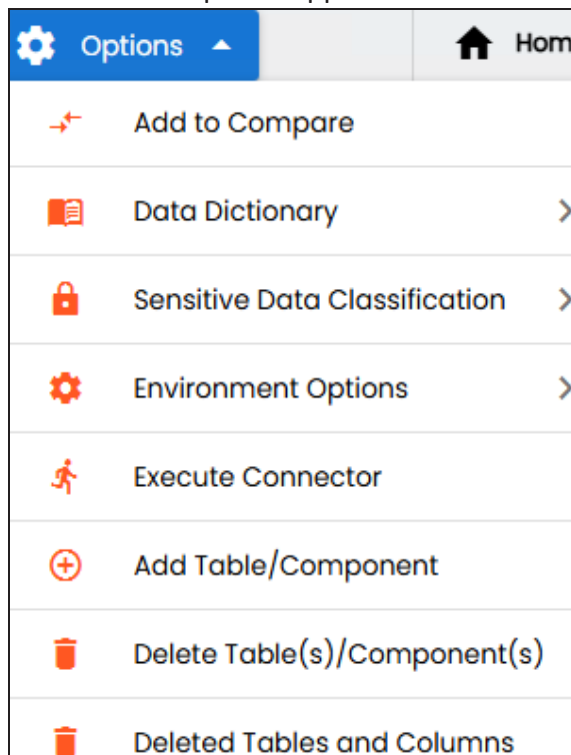 Options
Hom
Add to Compare
Data Dictionary
Sensitive Data Classification
Environment Options
Execute Connector
Add Table/Component
Delete Table(s)/Component(s)
Deleted Tables and Columns